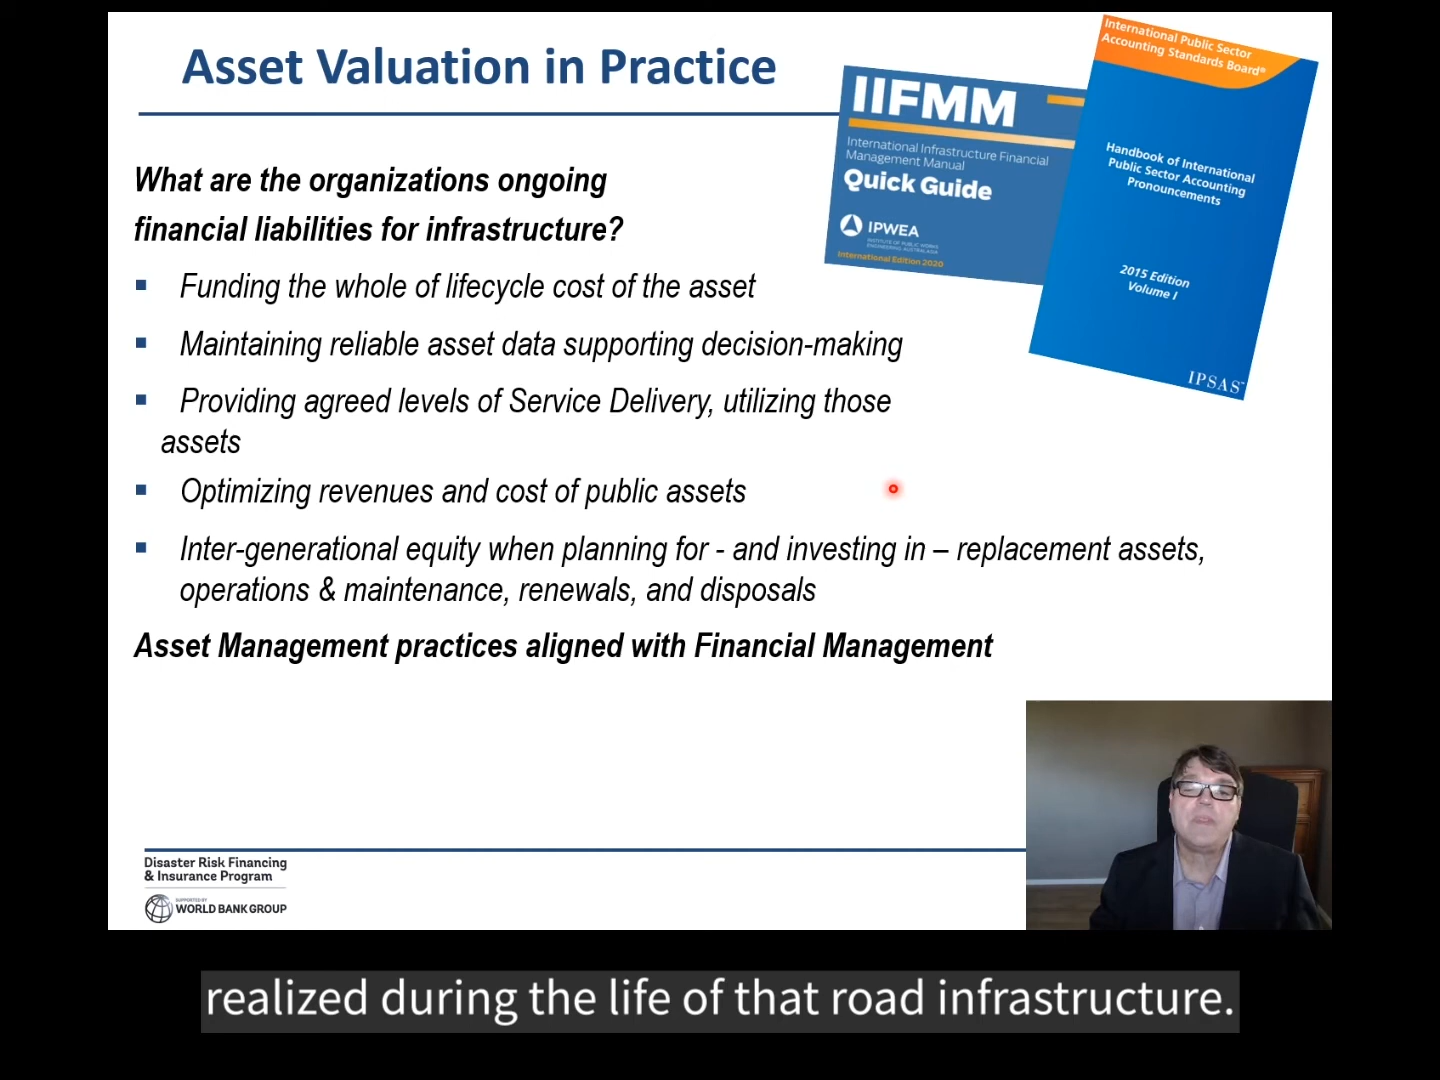 Asset Valuation in Practice
International Public Sector
Accounting Standards Board®
IIFMM
International Infrastructure Financial
Management Manual
Quick Guide
IPWEA
INSTITUTE OF PUBLIC WORKS
ENGINEERING AUSTRALASIA
International Edition 2020
Handbook of International
Public Sector Accounting
Pronouncements
2015 Edition
Volume I
IPSAS™
What are the organizations ongoing
financial liabilities for infrastructure?
▪ Funding the whole of lifecycle cost of the asset
▪ Maintaining reliable asset data supporting decision-making
▪ Providing agreed levels of Service Delivery, utilizing those
assets
▪ Optimizing revenues and cost of public assets
▪ Inter-generational equity when planning for - and investing in – replacement assets,
operations & maintenance, renewals, and disposals
Asset Management practices aligned with Financial Management
Disaster Risk Financing
& Insurance Program
SUPPORTED BY
WORLD BANK GROUP
realized during the life of that road infrastructure.